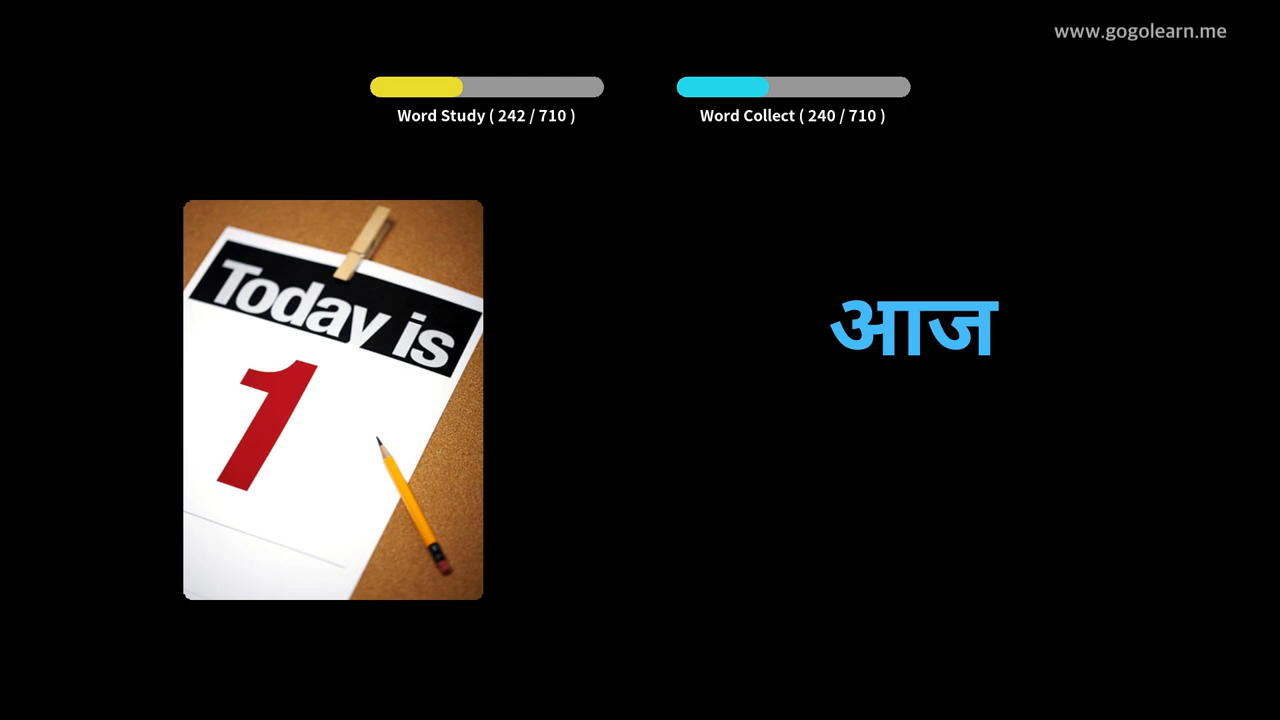 www.gogolearn.me
Word Study ( 242 / 710 )
Word Collect ( 240 / 710 )
Today is
1
आज